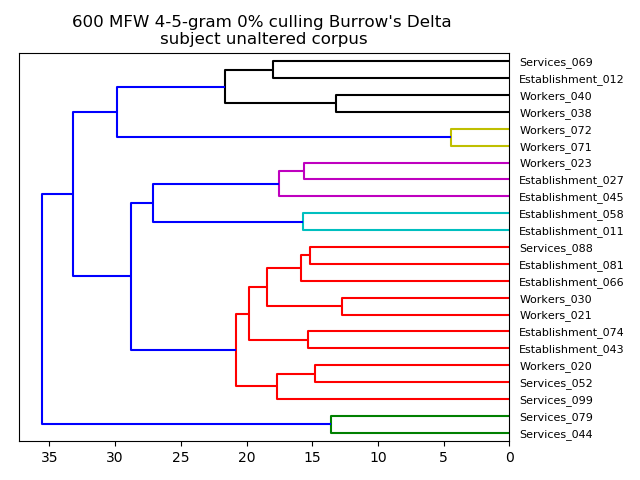 600 MFW 4-5-gram 0% culling Burrow's Delta
subject unaltered corpus
Services_069
Establishment_012
Workers_040
Workers_038
Workers_072
Workers_071
Workers_023
Establishment_027
Establishment_045
Establishment_058
Establishment_011
Services_088
Establishment_081
Establishment_066
Workers_030
Workers_021
Establishment_074
Establishment_043
Workers_020
Services_052
Services_099
Services_079
Services_044
35 30 25 20 15 10 5 0